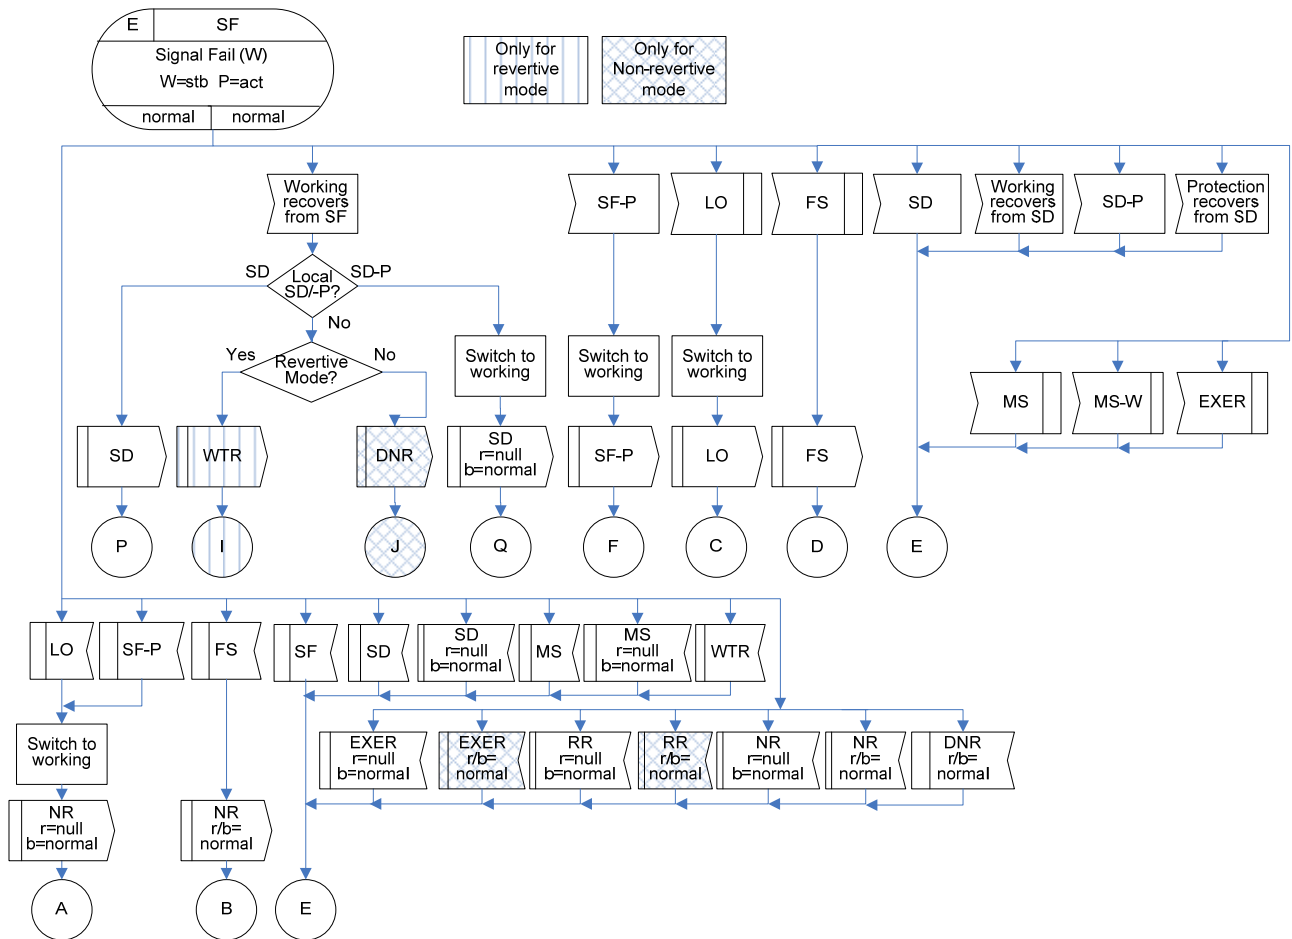 E SF
Signal Fail (W)
W=stb P=act
normal normal
Only for
revertive
mode
Only for
Non-revertive
mode
Working
recovers
from SF
SF-P
LO
FS
SD
Working
recovers
from SD
SD-P
Protection
recovers
from SD
SD
Local
SD/-P?
SD-P
No
Yes
Revertive
Mode?
No
Switch to
working
Switch to
working
Switch to
working
MS
MS-W
EXER
SD
WTR
DNR
SD
r=null
b=normal
SF-P
LO
FS
P
I
J
Q
F
C
D
E
LO
SF-P
FS
SF
SD
SD
r=null
b=normal
MS
MS
r=null
b=normal
WTR
Switch to
working
EXER
r=null
b=normal
EXER
r/b=
normal
RR
r=null
b=normal
RR
r/b=
normal
NR
r=null
b=normal
NR
r/b=
normal
DNR
r/b=
normal
NR
r=null
b=normal
NR
r/b=
normal
A
B
E